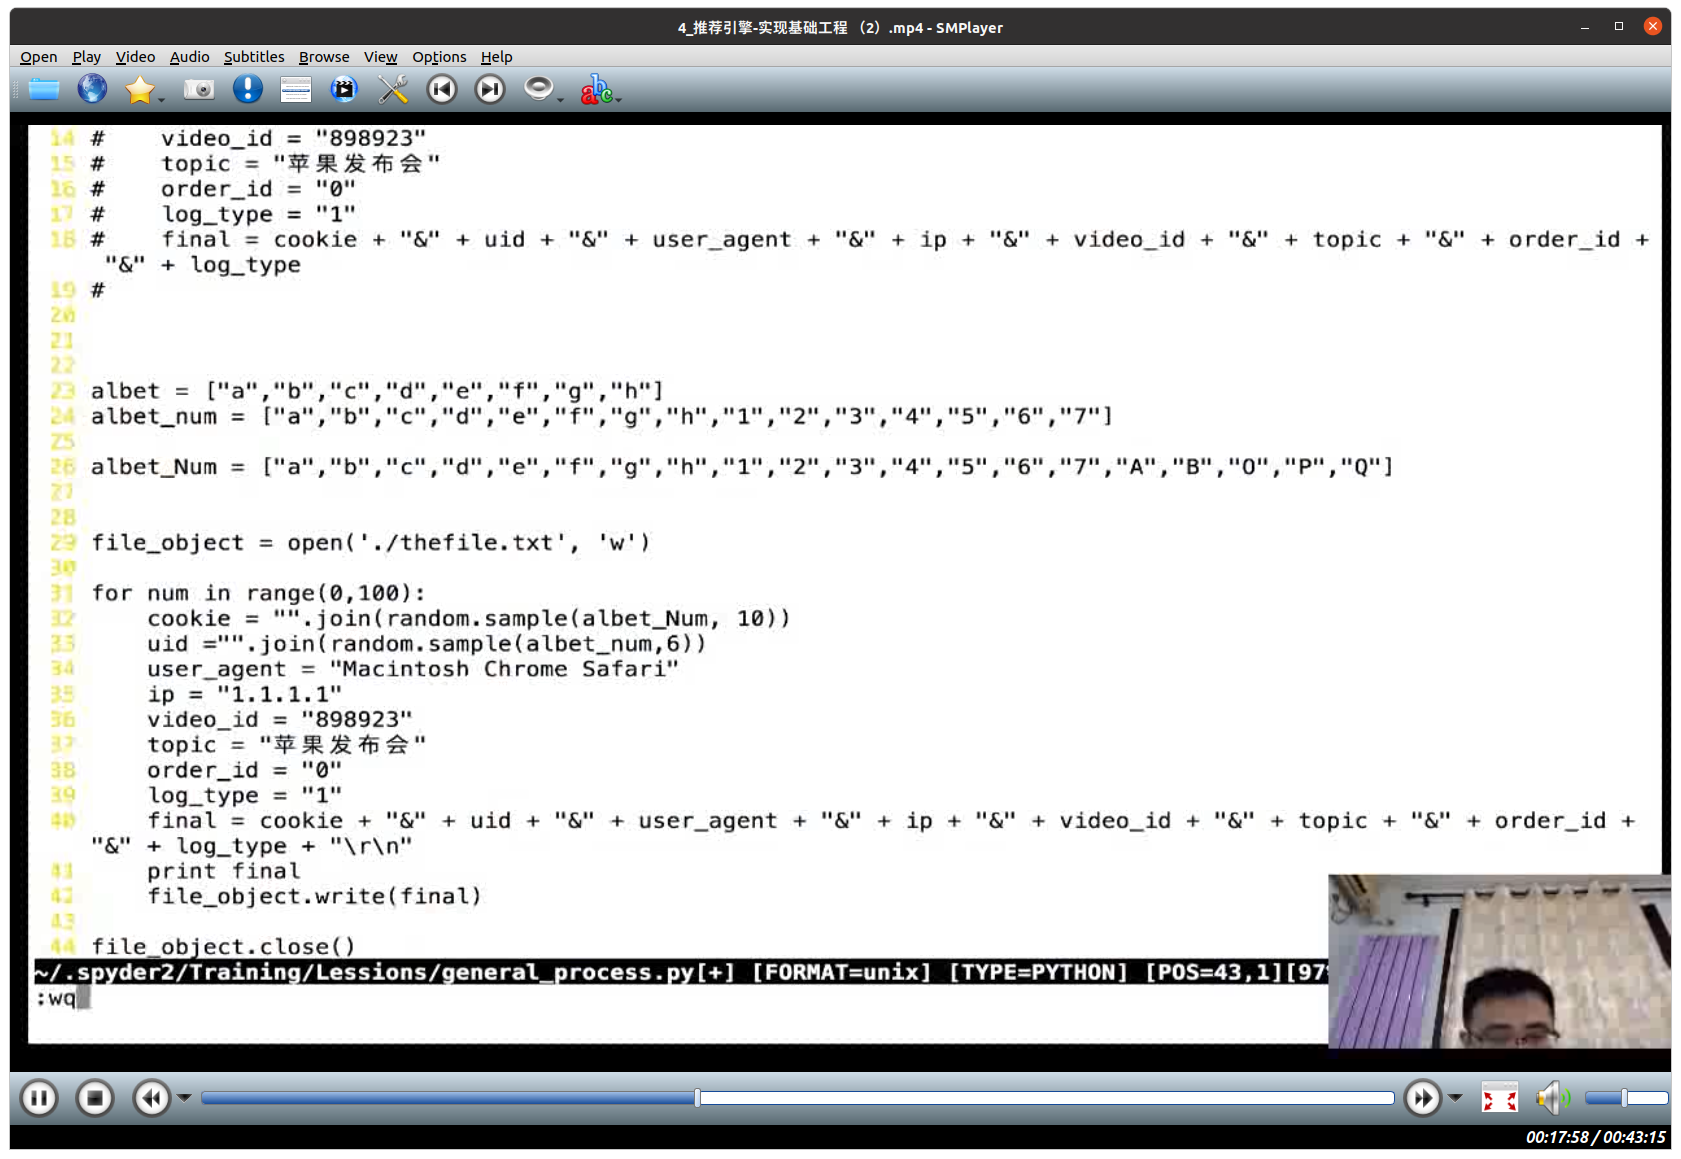 4_推荐引擎-实现基础工程 （2）.mp4 - SMPlayer
Open Play Video Audio Subtitles Browse View Options Help
abc
14 #    video_id = "898923"
15 #    topic = "苹果发布会"
16 #    order_id = "0"
17 #    log_type = "1"
18 #    final = cookie + "&" + uid + "&" + user_agent + "&" + ip + "&" + video_id + "&" + topic + "&" + order_id +
"&" + log_type
19 #
20
21
22
23 albet = ["a","b","c","d","e","f","g","h"]
24 albet_num = ["a","b","c","d","e","f","g","h","1","2","3","4","5","6","7"]
25
26 albet_Num = ["a","b","c","d","e","f","g","h","1","2","3","4","5","6","7","A","B","O","P","Q"]
27
28
29 file_object = open('./thefile.txt', 'w')
30
31 for num in range(0,100):
32     cookie = "".join(random.sample(albet_Num, 10))
33     uid ="".join(random.sample(albet_num,6))
34     user_agent = "Macintosh Chrome Safari"
35     ip = "1.1.1.1"
36     video_id = "898923"
37     topic = "苹果发布会"
38     order_id = "0"
39     log_type = "1"
40     final = cookie + "&" + uid + "&" + user_agent + "&" + ip + "&" + video_id + "&" + topic + "&" + order_id +
"&" + log_type + "\r\n"
41     print final
42     file_object.write(final)
43
44 file_object.close()
~/.spyder2/Training/Lessions/general_process.py[+] [FORMAT=unix] [TYPE=PYTHON] [POS=43,1][97
:wq
00:17:58 / 00:43:15